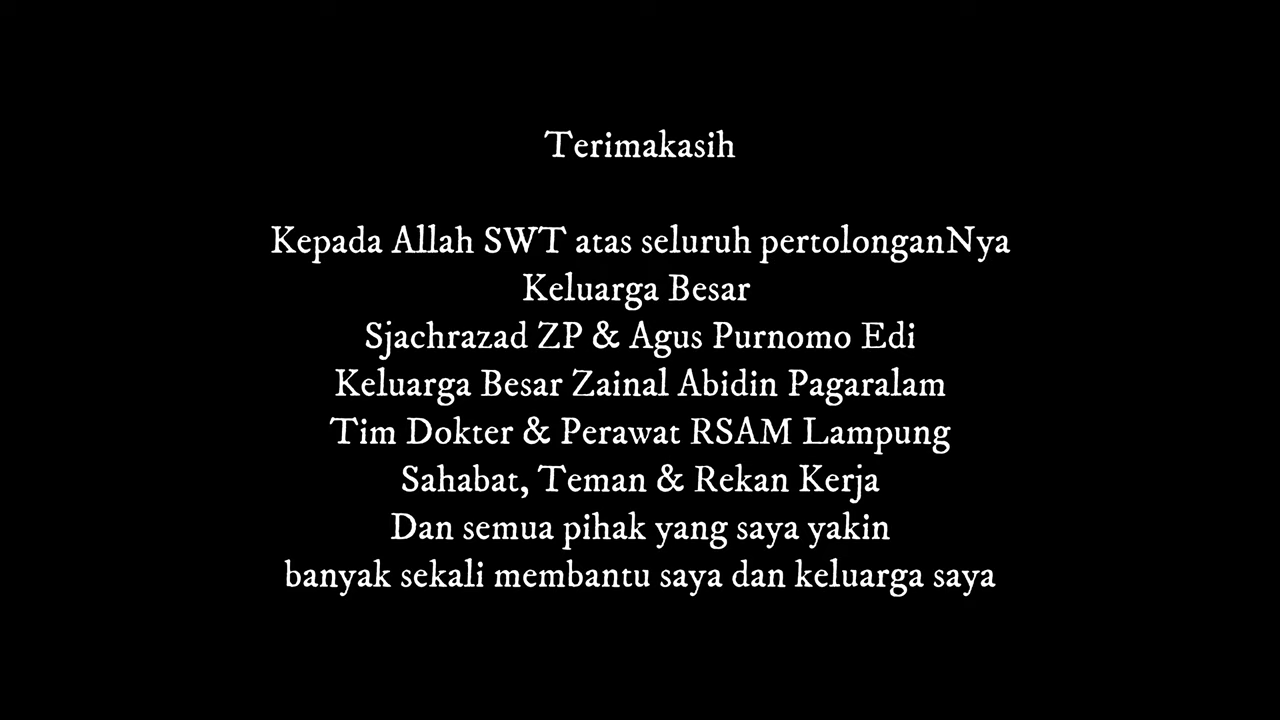 Terimakasih
Kepada Allah SWT atas seluruh pertolonganNya
Keluarga Besar
Sjachrazad ZP & Agus Purnomo Edi
Keluarga Besar Zainal Abidin Pagaralam
Tim Dokter & Perawat RSAM Lampung
Sahabat, Teman & Rekan Kerja
Dan semua pihak yang saya yakin
banyak sekali membantu saya dan keluarga saya